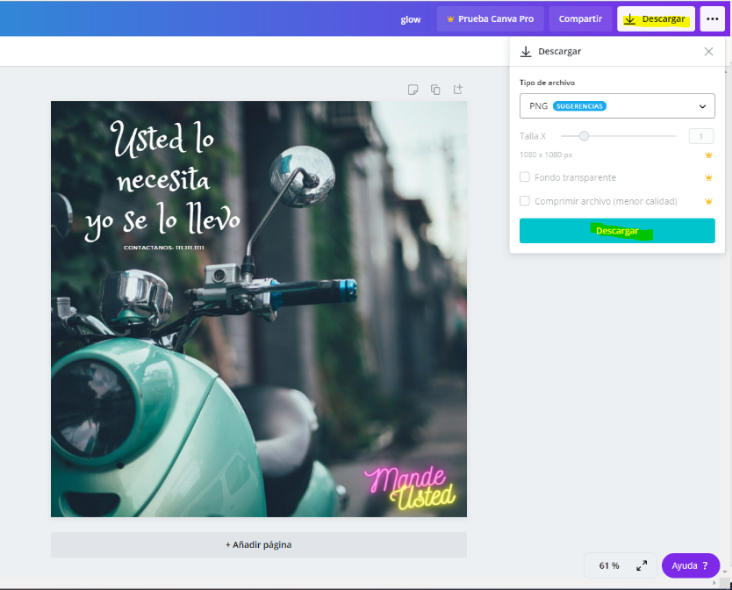 glow
Prueba Canva Pro
Compartir
Descargar
Descargar
Tipo de archivo
PNG SUGERENCIAS
Talla X
1
1080 x 1080 px
Fondo transparente
Comprimir archivo (menor calidad)
Descargar
Usted lo
necesita
yo se lo llevo
CONTACTANOS: 111.111.1111
Mande
Usted
+ Añadir página
61 %
Ayuda ?